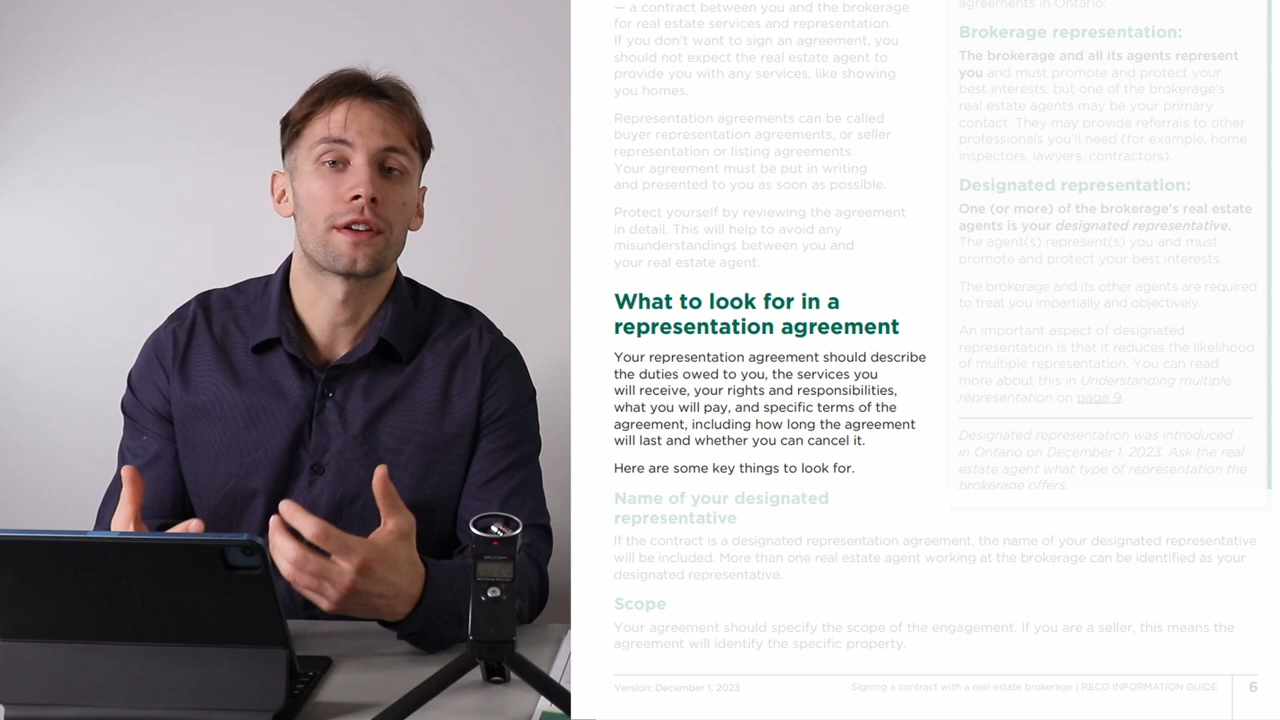 — a contract between you and the brokerage
for real estate services and representation.
If you don't want to sign an agreement, you
should not expect the real estate agent to
provide you with any services, like showing
you homes.
Representation agreements can be called
buyer representation agreements, or seller
representation or listing agreements.
Your agreement must be put in writing
and presented to you as soon as possible.
Protect yourself by reviewing the agreement
in detail. This will help to avoid any
misunderstandings between you and
your real estate agent.
What to look for in a
representation agreement
Your representation agreement should describe
the duties owed to you, the services you
will receive, your rights and responsibilities,
what you will pay, and specific terms of the
agreement, including how long the agreement
will last and whether you can cancel it.
Here are some key things to look for.
agreements in Ontario:
Brokerage representation:
The brokerage and all its agents represent
you and must promote and protect your
best interests, but one of the brokerage's
real estate agents may be your primary
contact. They may provide referrals to other
professionals you'll need (for example, home
inspectors, lawyers, contractors).
Designated representation:
One (or more) of the brokerage's real estate
agents is your designated representative.
The agent(s) represent(s) you and must
promote and protect your best interests.
The brokerage and its other agents are required
to treat you impartially and objectively.
An important aspect of designated
representation is that it reduces the likelihood
of multiple representation. You can read
more about this in Understanding multiple
representation on page 9.
Designated representation was introduced
in Ontario on December 1, 2023. Ask the real
estate agent what type of representation the
brokerage offers.
Name of your designated
representative
If the contract is a designated representation agreement, the name of your designated representative
will be included. More than one real estate agent working at the brokerage can be identified as your
designated representative.
Scope
Your agreement should specify the scope of the engagement. If you are a seller, this means the
agreement will identify the specific property.
Version: December 1, 2023
Signing a contract with a real estate brokerage | RECO INFORMATION GUIDE
6